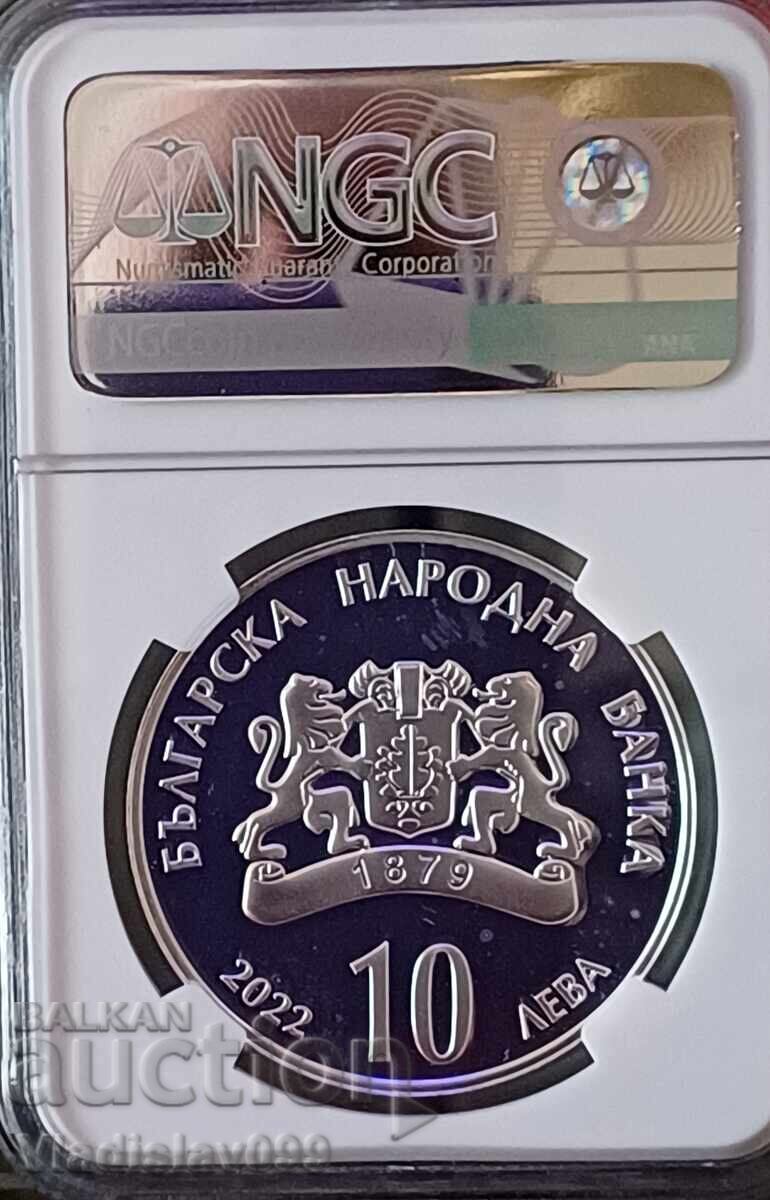 NGC
Numismatic Guaranty Corporation
БЪЛГАРСКА НАРОДНА БАНКА
1879
2022
10
ЛЕВА
BALKAN
auction
Vladislav099